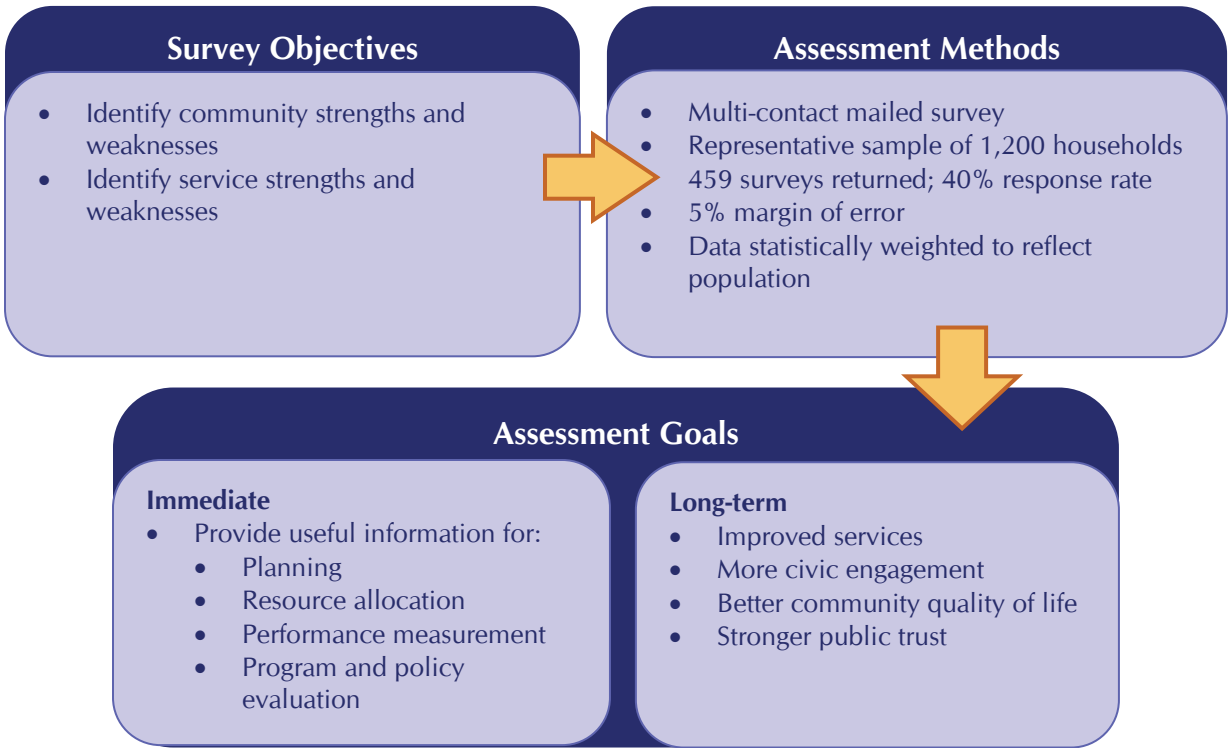 Survey Objectives
• Identify community strengths and
weaknesses
• Identify service strengths and
weaknesses
Assessment Methods
• Multi-contact mailed survey
• Representative sample of 1,200 households
459 surveys returned; 40% response rate
• 5% margin of error
• Data statistically weighted to reflect
population
Assessment Goals
Immediate
• Provide useful information for:
• Planning
• Resource allocation
• Performance measurement
• Program and policy
evaluation
Long-term
• Improved services
• More civic engagement
• Better community quality of life
• Stronger public trust